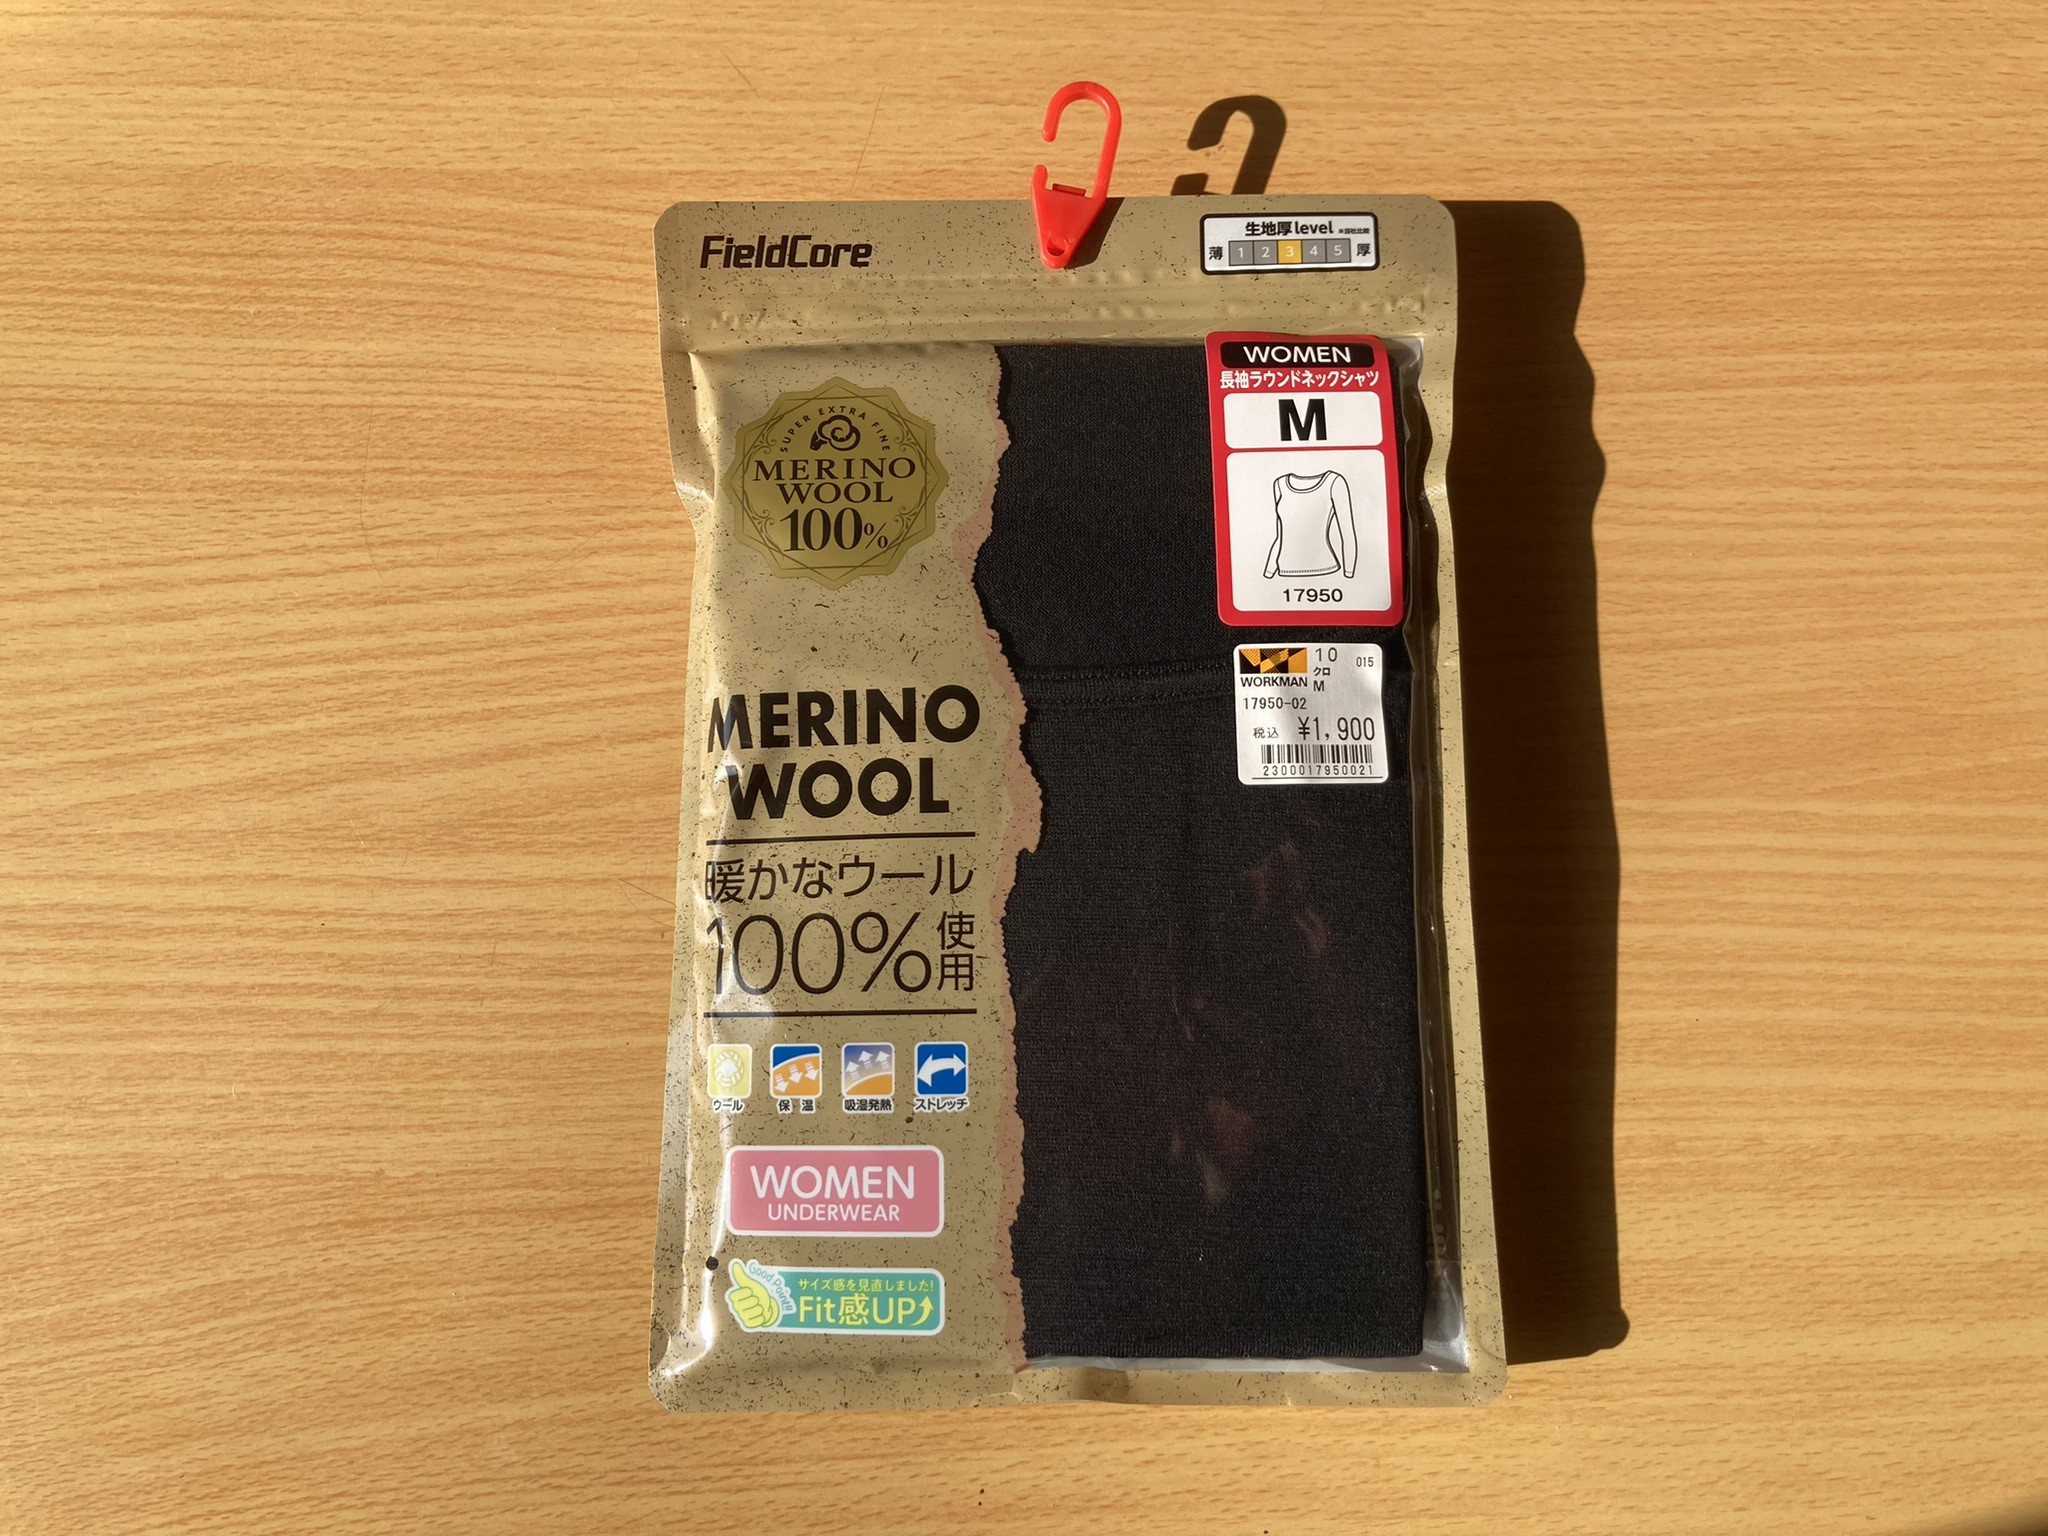 FieldCore
生地厚level ※当社比較
薄 1 2 3 4 5 厚
WOMEN
長袖ラウンドネックシャツ
M
17950
SUPER EXTRA FINE
MERINO
WOOL
100%
WORKMAN
10 015
クロ
M
17950-02
税込 ¥1,900
2300017950021
MERINO
WOOL
暖かなウール
100%使用
ウール 保温 吸湿発熱 ストレッチ
WOMEN
UNDERWEAR
Good Point!!
サイズ感を見直しました!
Fit感UP